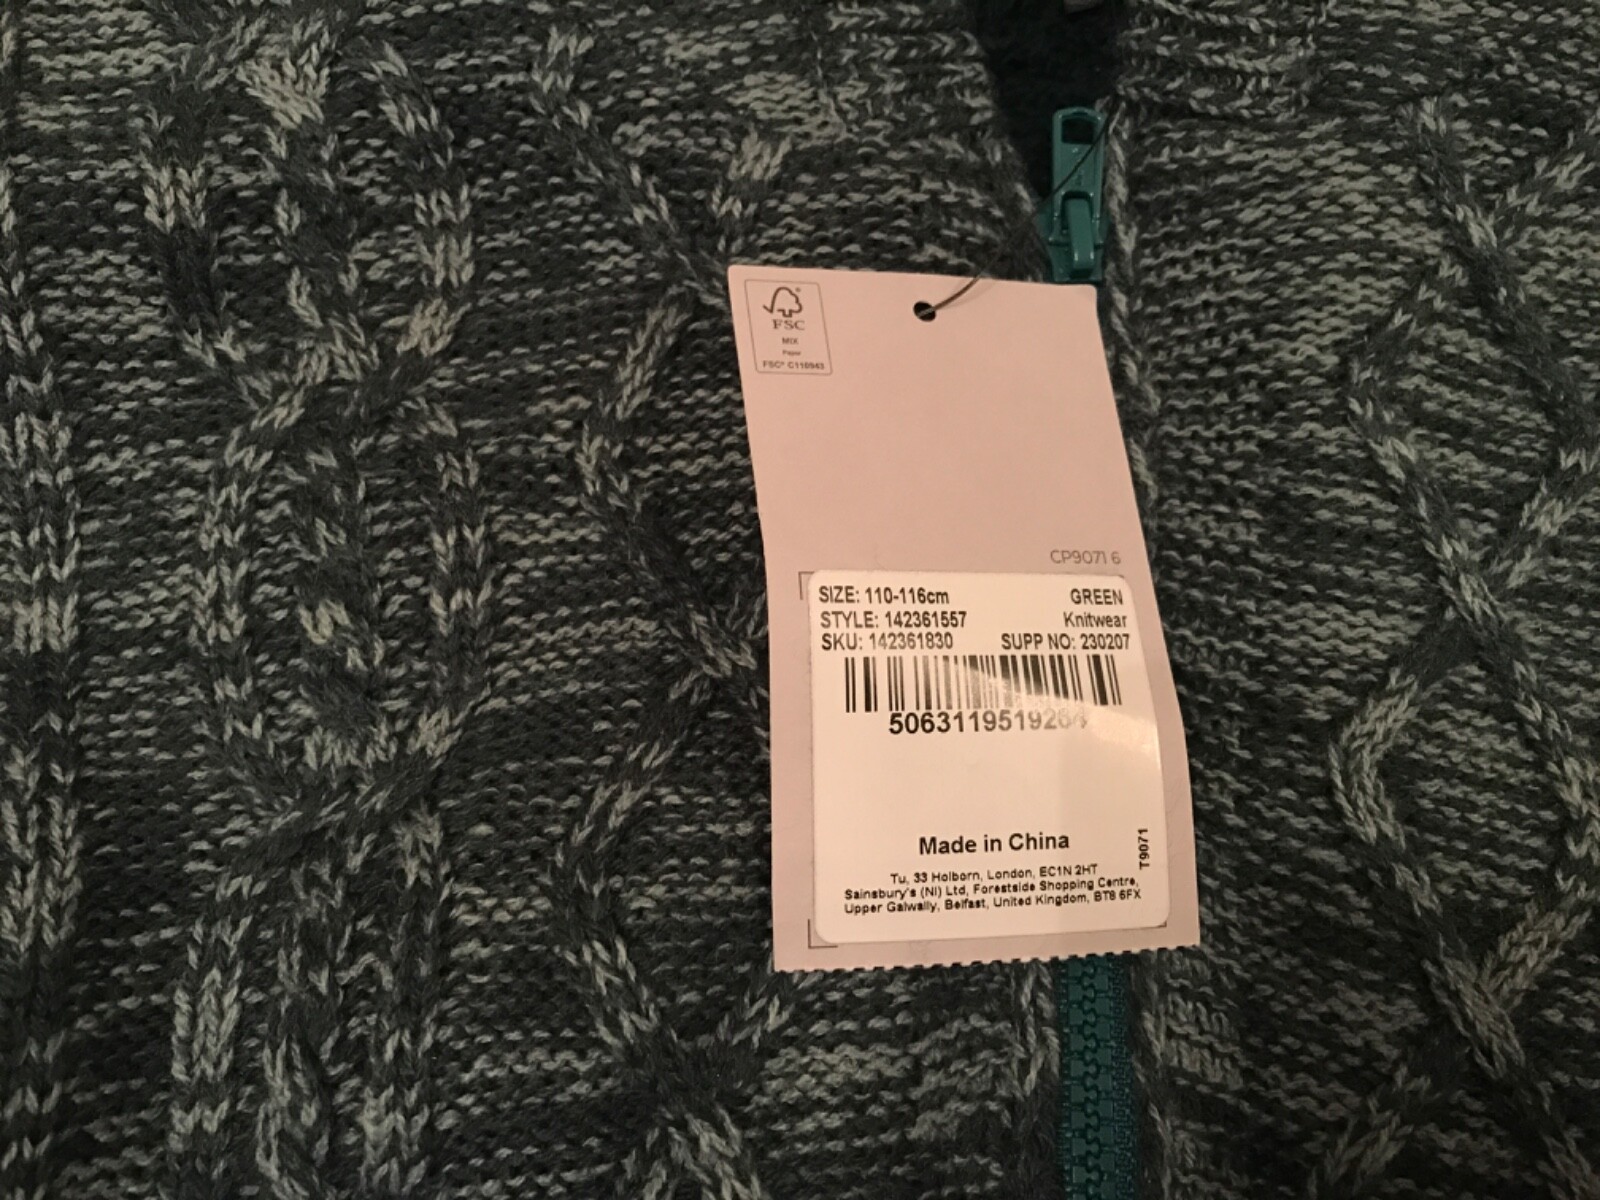 FSC®
MIX
Paper
FSC® C110943
CP9071 6
SIZE: 110-116cm GREEN
STYLE: 142361557 Knitwear
SKU: 142361830 SUPP NO: 230207
5063119519264
Made in China
T9071
Tu, 33 Holborn, London, EC1N 2HT
Sainsbury's (NI) Ltd, Forestside Shopping Centre,
Upper Galwally, Belfast, United Kingdom, BT8 6FX